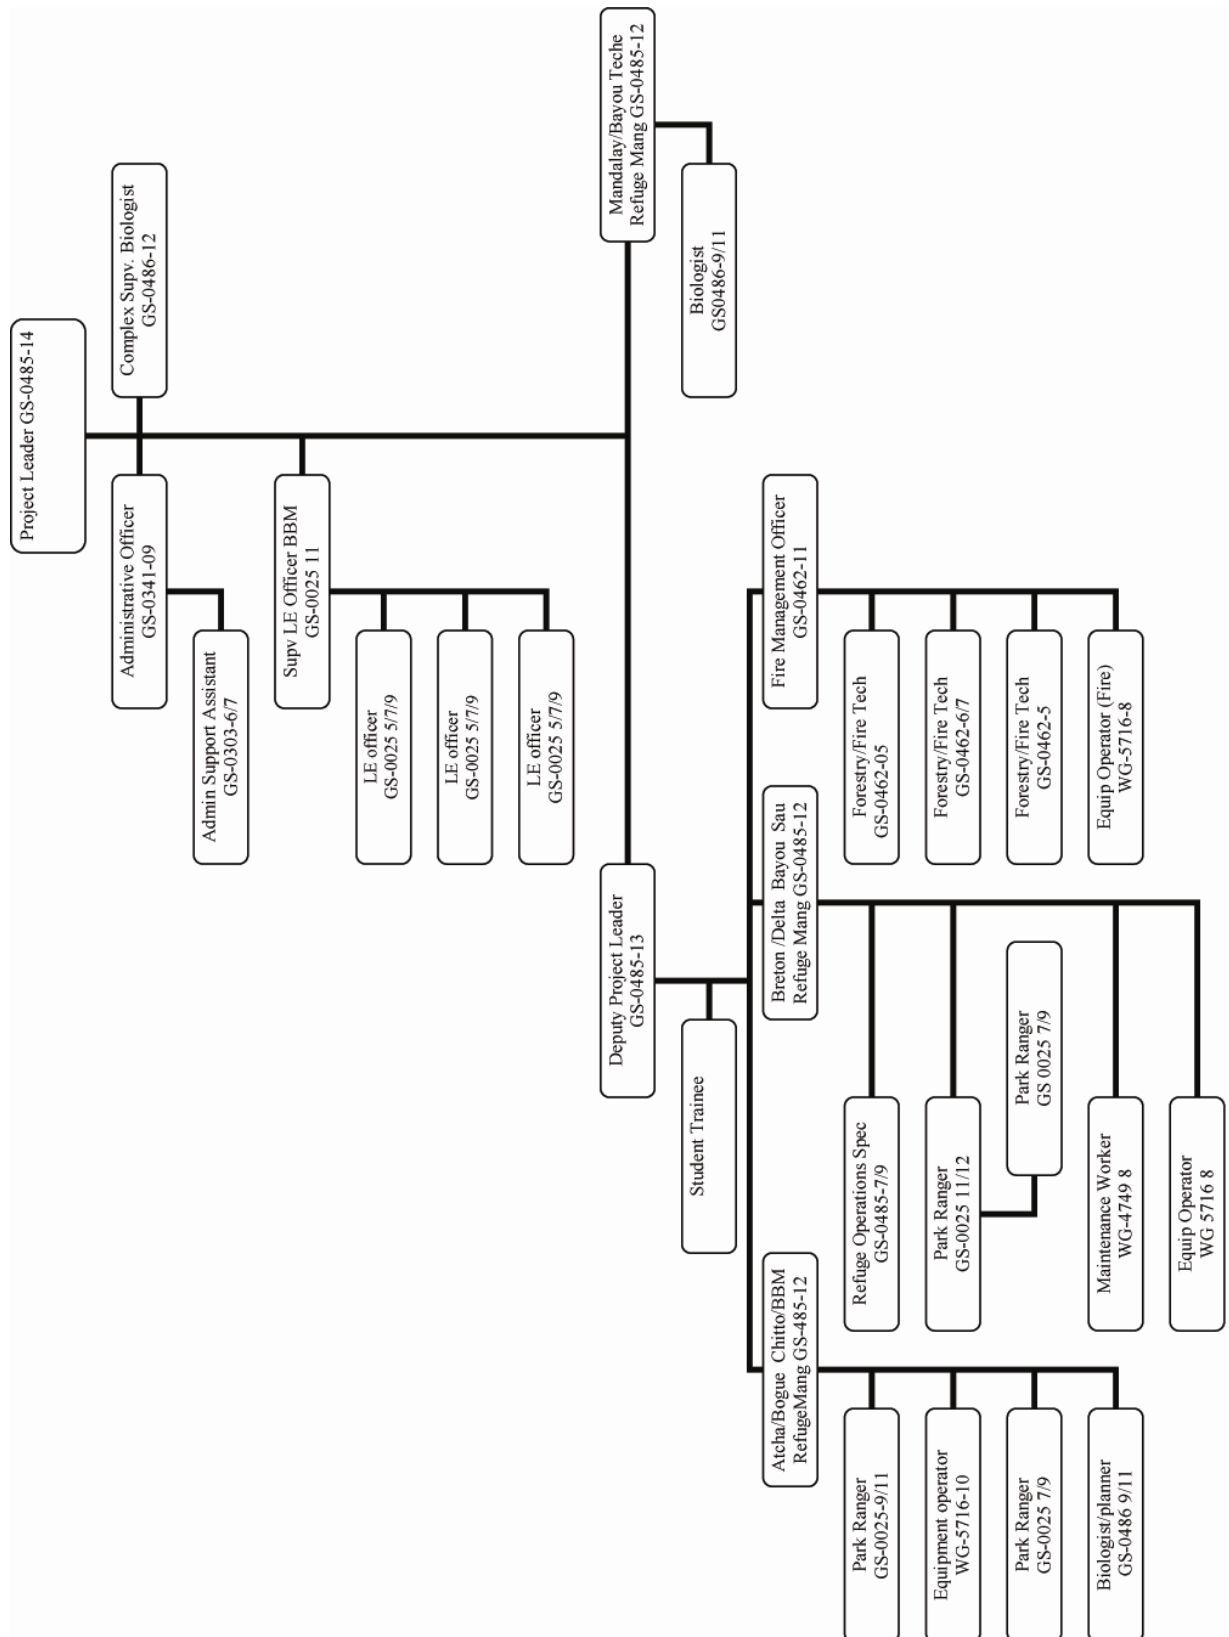 Project Leader GS-0485-14
Administrative Officer
GS-0341-09
Complex Supv. Biologist
GS-0486-12
Admin Support Assistant
GS-0303-6/7
Supv LE Officer BBM
GS-0025 11
LE officer
GS-0025 5/7/9
LE officer
GS-0025 5/7/9
LE officer
GS-0025 5/7/9
Deputy Project Leader
GS-0485-13
Mandalay/Bayou Teche
Refuge Mang GS-0485-12
Student Trainee
Biologist
GS0486-9/11
Atcha/Bogue Chitto/BBM
RefugeMang GS-485-12
Breton /Delta Bayou Sau
Refuge Mang GS-0485-12
Fire Management Officer
GS-0462-11
Park Ranger
GS-0025-9/11
Equipment operator
WG-5716-10
Park Ranger
GS-0025 7/9
Biologist/planner
GS-0486 9/11
Refuge Operations Spec
GS-0485-7/9
Park Ranger
GS-0025 11/12
Park Ranger
GS 0025 7/9
Maintenance Worker
WG-4749 8
Equip Operator
WG 5716 8
Forestry/Fire Tech
GS-0462-05
Forestry/Fire Tech
GS-0462-6/7
Forestry/Fire Tech
GS-0462-5
Equip Operator (Fire)
WG-5716-8